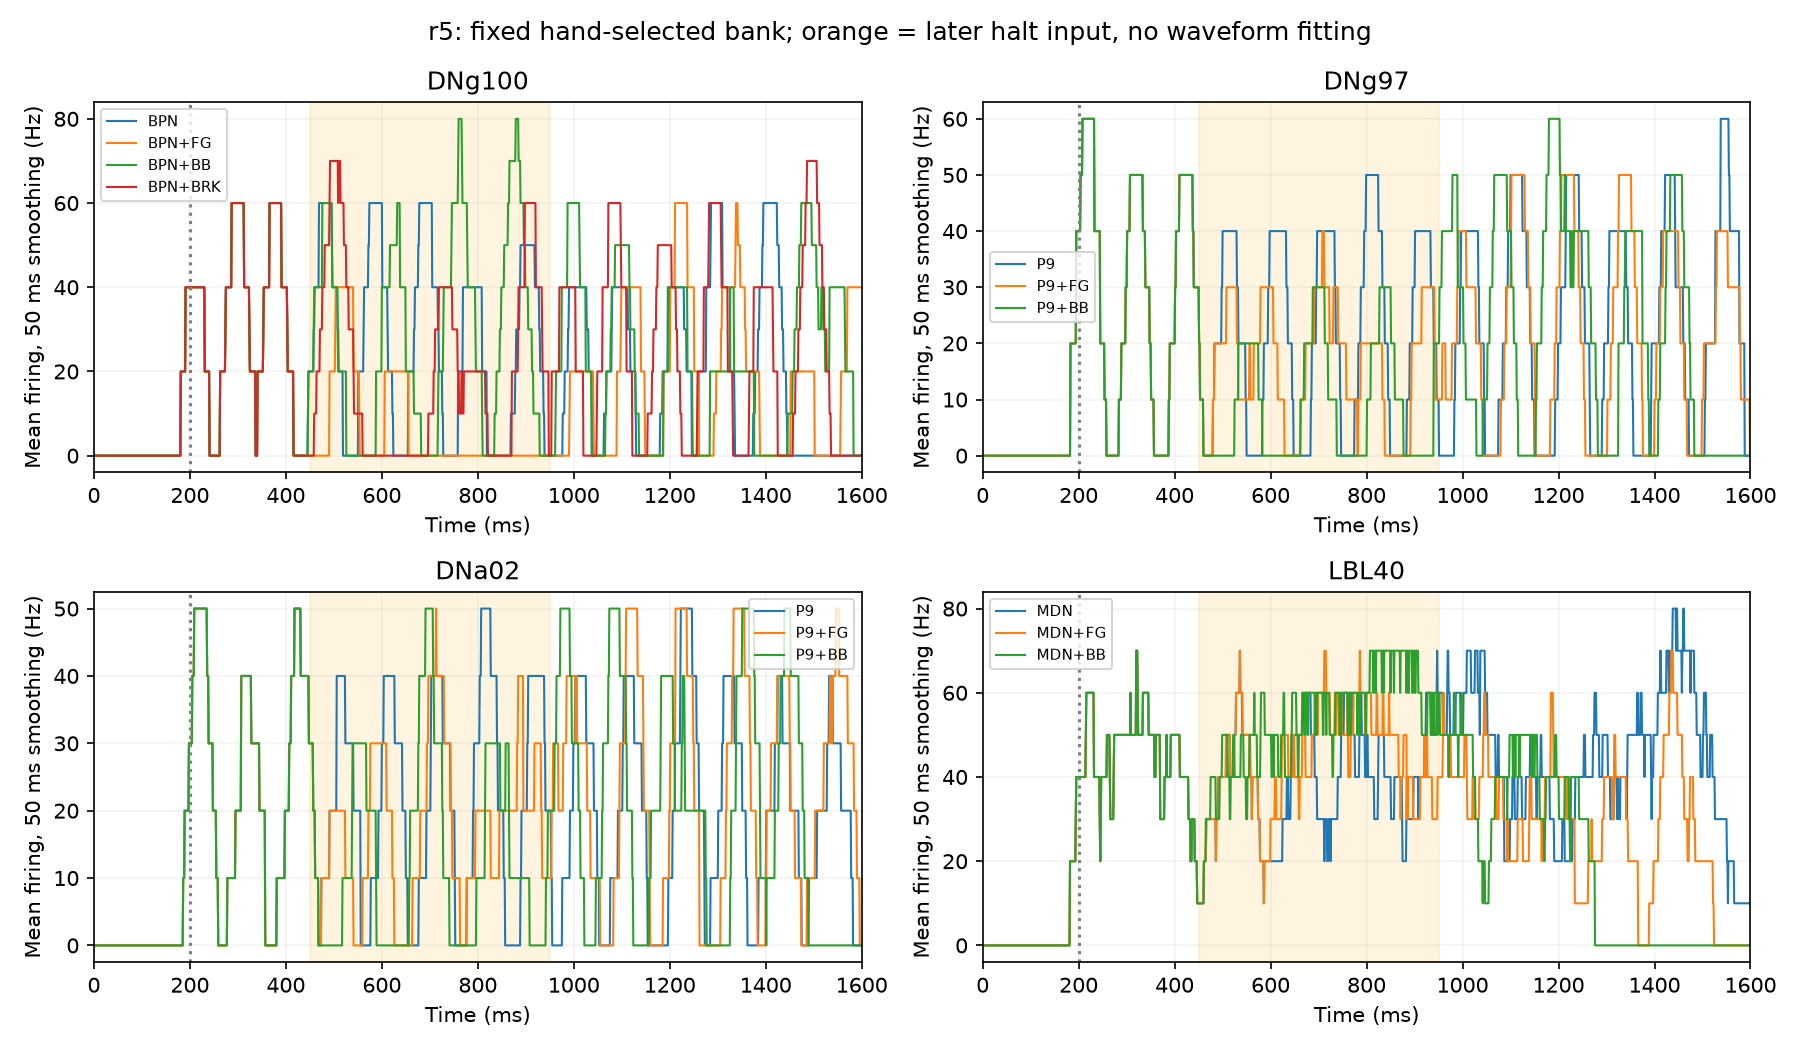 r5: fixed hand-selected bank; orange = later halt input, no waveform fitting
DNg100
Mean firing, 50 ms smoothing (Hz)
80
60
40
20
0
BPN
BPN+FG
BPN+BB
BPN+BRK
0 200 400 600 800 1000 1200 1400 1600
Time (ms)
DNg97
Mean firing, 50 ms smoothing (Hz)
60
50
40
30
20
10
0
P9
P9+FG
P9+BB
0 200 400 600 800 1000 1200 1400 1600
Time (ms)
DNa02
Mean firing, 50 ms smoothing (Hz)
50
40
30
20
10
0
P9
P9+FG
P9+BB
0 200 400 600 800 1000 1200 1400 1600
Time (ms)
LBL40
Mean firing, 50 ms smoothing (Hz)
80
60
40
20
0
MDN
MDN+FG
MDN+BB
0 200 400 600 800 1000 1200 1400 1600
Time (ms)